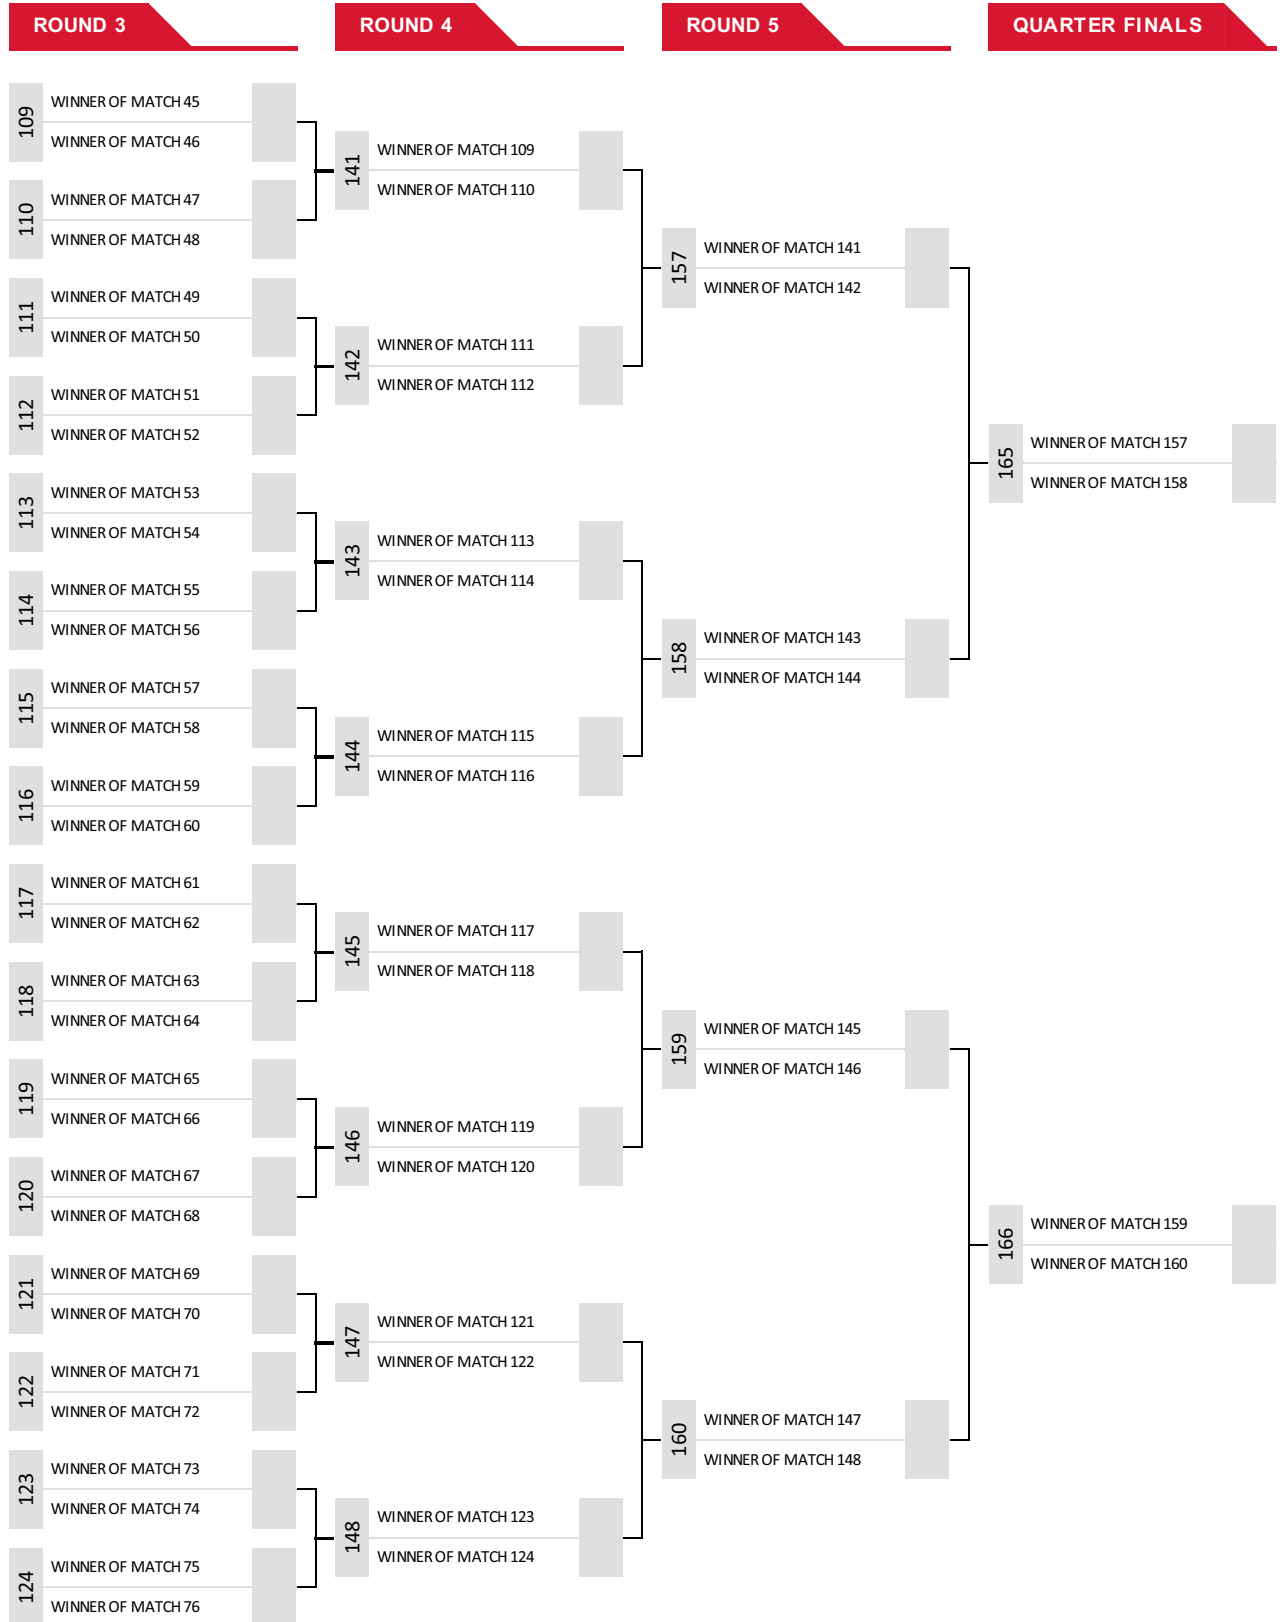 ROUND 3
ROUND 4
ROUND 5
QUARTER FINALS
109
WINNER OF MATCH 45
WINNER OF MATCH 46
110
WINNER OF MATCH 47
WINNER OF MATCH 48
111
WINNER OF MATCH 49
WINNER OF MATCH 50
112
WINNER OF MATCH 51
WINNER OF MATCH 52
113
WINNER OF MATCH 53
WINNER OF MATCH 54
114
WINNER OF MATCH 55
WINNER OF MATCH 56
115
WINNER OF MATCH 57
WINNER OF MATCH 58
116
WINNER OF MATCH 59
WINNER OF MATCH 60
117
WINNER OF MATCH 61
WINNER OF MATCH 62
118
WINNER OF MATCH 63
WINNER OF MATCH 64
119
WINNER OF MATCH 65
WINNER OF MATCH 66
120
WINNER OF MATCH 67
WINNER OF MATCH 68
121
WINNER OF MATCH 69
WINNER OF MATCH 70
122
WINNER OF MATCH 71
WINNER OF MATCH 72
123
WINNER OF MATCH 73
WINNER OF MATCH 74
124
WINNER OF MATCH 75
WINNER OF MATCH 76
141
WINNER OF MATCH 109
WINNER OF MATCH 110
142
WINNER OF MATCH 111
WINNER OF MATCH 112
143
WINNER OF MATCH 113
WINNER OF MATCH 114
144
WINNER OF MATCH 115
WINNER OF MATCH 116
145
WINNER OF MATCH 117
WINNER OF MATCH 118
146
WINNER OF MATCH 119
WINNER OF MATCH 120
147
WINNER OF MATCH 121
WINNER OF MATCH 122
148
WINNER OF MATCH 123
WINNER OF MATCH 124
157
WINNER OF MATCH 141
WINNER OF MATCH 142
158
WINNER OF MATCH 143
WINNER OF MATCH 144
159
WINNER OF MATCH 145
WINNER OF MATCH 146
160
WINNER OF MATCH 147
WINNER OF MATCH 148
165
WINNER OF MATCH 157
WINNER OF MATCH 158
166
WINNER OF MATCH 159
WINNER OF MATCH 160